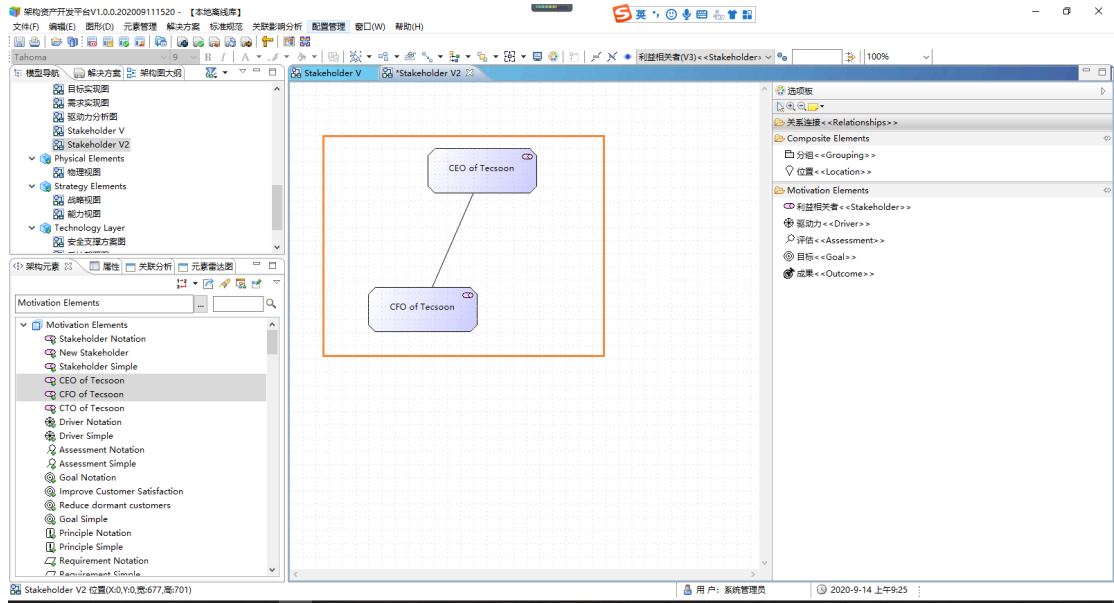 架构资产开发平台V1.0.0.202009111520 - 【本地离线库】
英
文件(F) 编辑(E) 图形(D) 元素管理 解决方案 标准规范 关联影响分析 配置管理 窗口(W) 帮助(H)
Tahoma 9 B I A 利益相关者(V3)<<Stakeholder> 100%
模型导航 解决方案 架构图大纲
目标实现图
需求实现图
驱动力分析图
Stakeholder V
Stakeholder V2
Physical Elements
物理视图
Strategy Elements
战略视图
能力视图
Technology Layer
安全支撑方案图
架构元素 属性 关联分析 元素雷达图
Motivation Elements ...
Motivation Elements
Stakeholder Notation
New Stakeholder
Stakeholder Simple
CEO of Tecsoon
CFO of Tecsoon
CTO of Tecsoon
Driver Notation
Driver Simple
Assessment Notation
Assessment Simple
Goal Notation
Improve Customer Satisfaction
Reduce dormant customers
Goal Simple
Principle Notation
Principle Simple
Requirement Notation
Requirement Simple
Stakeholder V *Stakeholder V2
CEO of Tecsoon
CFO of Tecsoon
选项板
关系连接<<Relationships>>
Composite Elements
分组<<Grouping>>
位置<<Location>>
Motivation Elements
利益相关者<<Stakeholder>>
驱动力<<Driver>>
评估<<Assessment>>
目标<<Goal>>
成果<<Outcome>>
Stakeholder V2 位置(X:0,Y:0,宽:677,高:701)
用户: 系统管理员
2020-9-14 上午9:25